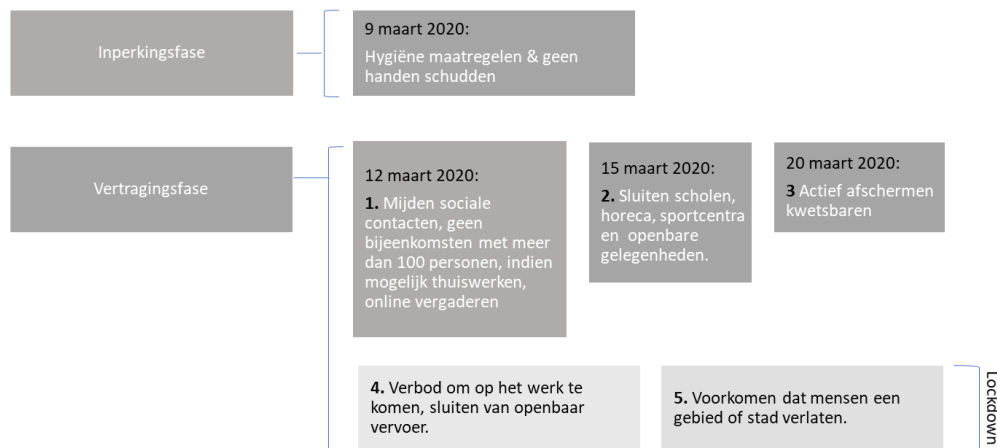 Inperkingsfase
9 maart 2020:
Hygiëne maatregelen & geen
handen schudden
Vertragingsfase
12 maart 2020:
1. Mijden sociale
contacten, geen
bijeenkomsten met meer
dan 100 personen, indien
mogelijk thuiswerken,
online vergaderen
15 maart 2020:
2. Sluiten scholen,
horeca, sportcentra
en openbare
gelegenheden.
20 maart 2020:
3 Actief afschermen
kwetsbaren
4. Verbod om op het werk te
komen, sluiten van openbaar
vervoer.
5. Voorkomen dat mensen een
gebied of stad verlaten.
Lockdown